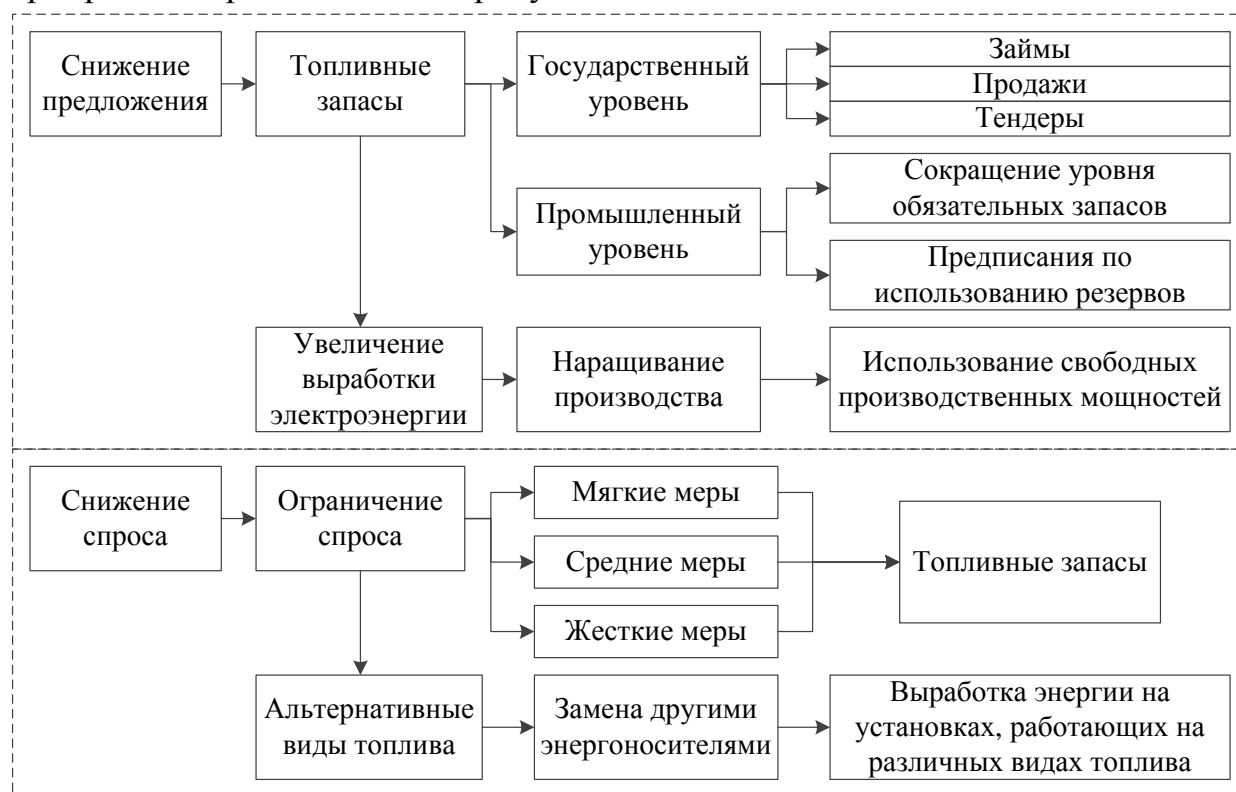 Снижение
предложения
Топливные
запасы
Государственный
уровень
Займы
Продажи
Тендеры
Промышленный
уровень
Сокращение уровня
обязательных запасов
Предписания по
использованию резервов
Увеличение
выработки
электроэнергии
Наращивание
производства
Использование свободных
производственных мощностей
Снижение
спроса
Ограничение
спроса
Мягкие меры
Средние меры
Жесткие меры
Топливные запасы
Альтернативные
виды топлива
Замена другими
энергоносителями
Выработка энергии на
установках, работающих на
различных видах топлива